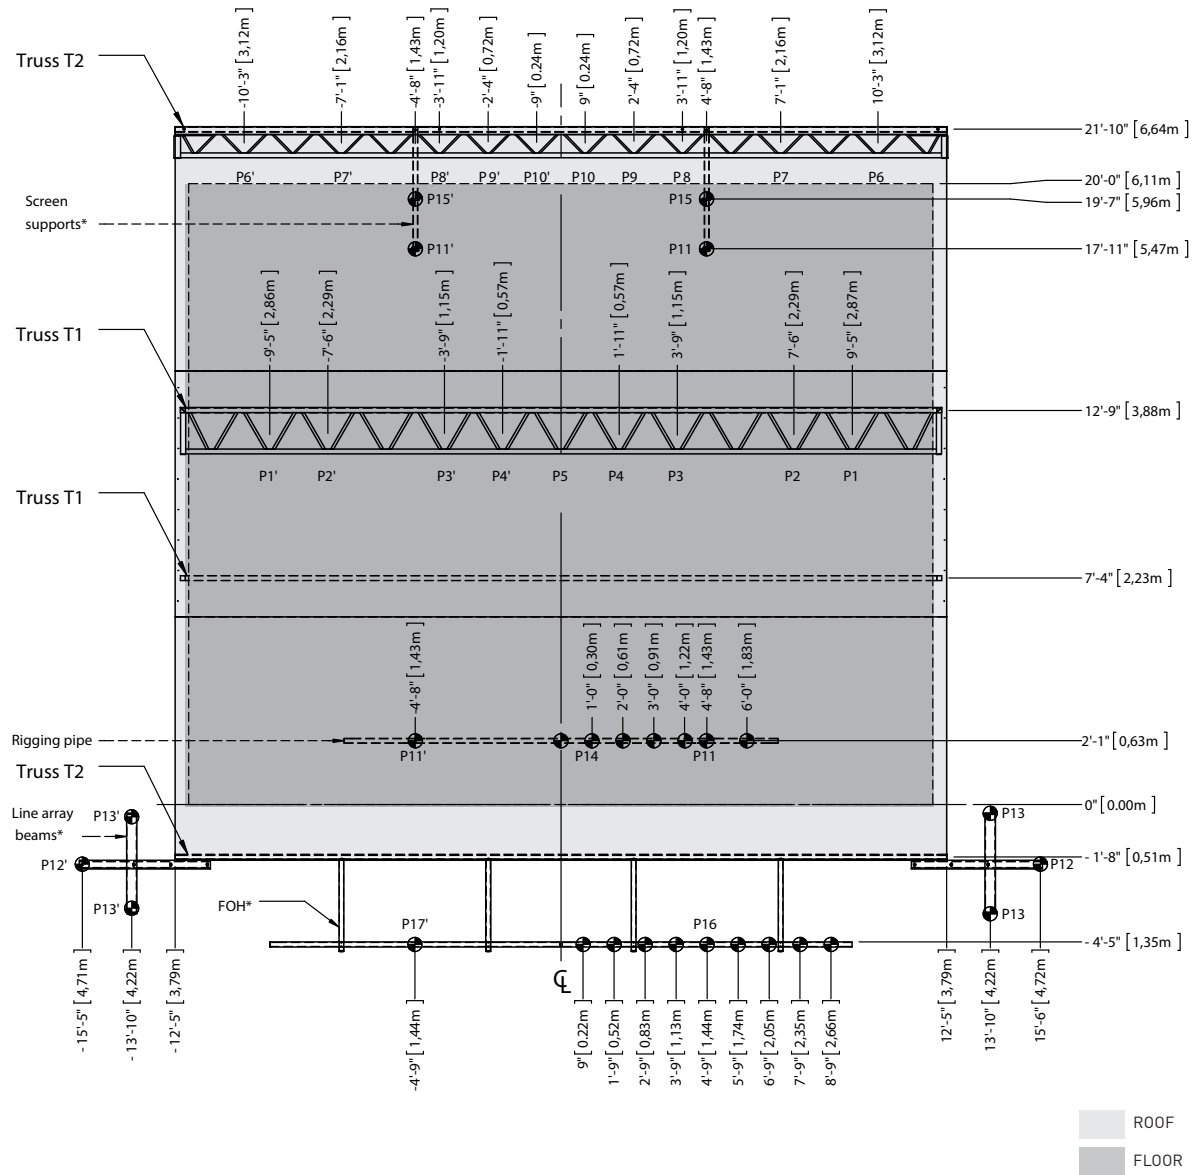 -10'-3" [ 3,12m ]
-7'-1" [ 2,16m ]
-4'-8" [ 1,43m ]
-3'-11" [ 1,20m ]
-2'-4" [ 0,72m ]
-9" [ 0.24m ]
9" [ 0.24m ]
2'-4" [ 0,72m ]
3'-11" [ 1,20m ]
4'-8" [ 1,43m ]
7'-1" [ 2,16m ]
10'-3" [ 3,12m ]
Truss T2
21'-10" [ 6,64m ]
P6' P7' P8' P9' P10' P10 P9 P8 P7 P6
20'-0" [ 6,11m ]
Screen
supports*
P15' P15
19'-7" [ 5,96m ]
P11' P11
17'-11" [ 5,47m ]
-9'-5" [ 2,86m ]
-7'-6" [ 2,29m ]
-3'-9" [ 1,15m ]
-1'-11" [ 0,57m ]
1'-11" [ 0,57m ]
3'-9" [ 1,15m ]
7'-6" [ 2,29m ]
9'-5" [ 2,87m ]
Truss T1
12'-9" [ 3,88m ]
P1' P2' P3' P4' P5 P4 P3 P2 P1
Truss T1
7'-4" [ 2,23m ]
-4'-8" [ 1,43m ]
1'-0" [ 0,30m ]
2'-0" [ 0,61m ]
3'-0" [ 0,91m ]
4'-0" [ 1,22m ]
4'-8" [ 1,43m ]
6'-0" [ 1,83m ]
Rigging pipe
2'-1" [ 0,63m ]
P11' P14 P11
Truss T2
0" [ 0.00m ]
Line array
beams*
P13' P13
- 1'-8" [ 0,51m ]
P12' P12
P13' P13
FOH*
P17' P16
- 4'-5" [ 1,35m ]
℄
- 15'-5" [ 4,71m ]
- 13'-10" [ 4,22m ]
- 12'-5" [ 3,79m ]
-4'-9" [ 1,44m ]
9" [ 0.22m ]
1'-9" [ 0,52m ]
2'-9" [ 0,83m ]
3'-9" [ 1,13m ]
4'-9" [ 1,44m ]
5'-9" [ 1,74m ]
6'-9" [ 2,05m ]
7'-9" [ 2,35m ]
8'-9" [ 2,66m ]
12'-5" [ 3,79m ]
13'-10" [ 4,22m ]
15'-6" [ 4,72m ]
ROOF
FLOOR